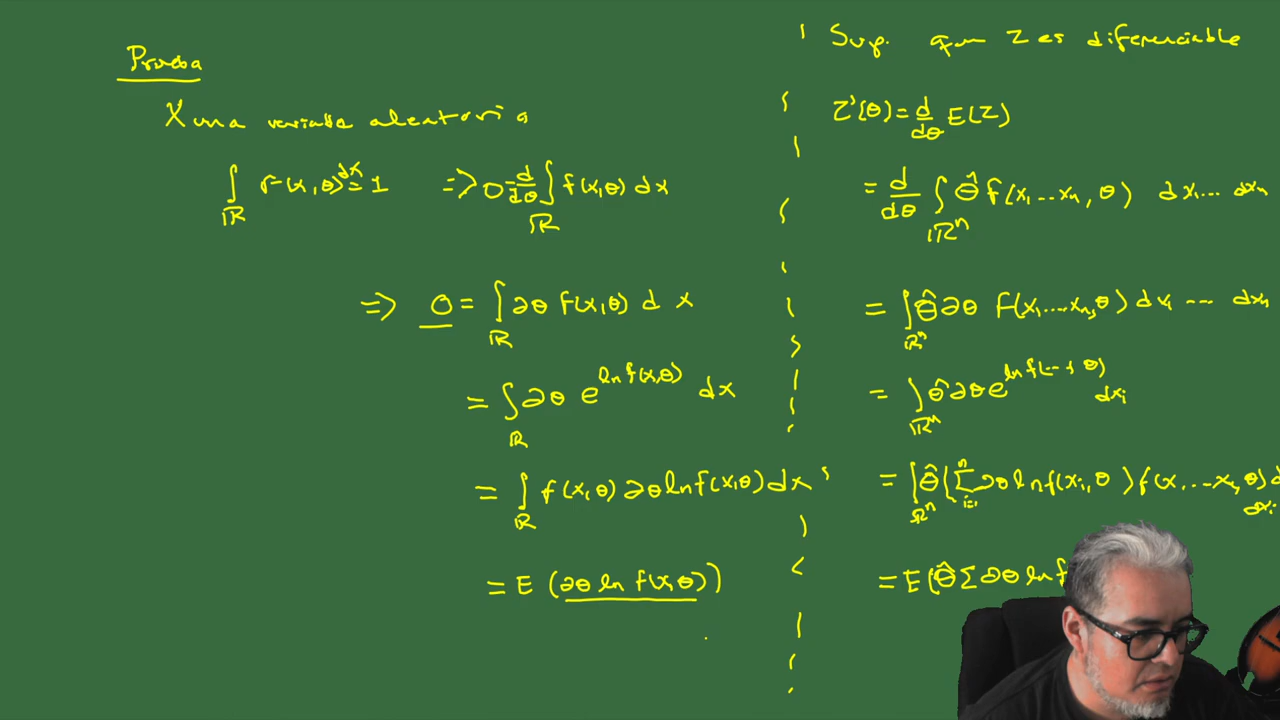 Prueba
X una variable aleatoria
∫_ℝ f(x,θ)dx = 1 => 0 = d/dθ ∫_ℝ f(x,θ) dx
=> 0 = ∫_ℝ ∂θ f(x,θ) d x
= ∫_ℝ ∂θ e^{ln f(x,θ)} dx
= ∫_ℝ f(x,θ) ∂θ ln f(x,θ) dx
= E (∂θ ln f(x,θ))
Sup. que Z es diferenciable
Z'(θ) = d/dθ E(Z)
= d/dθ ∫_ℝⁿ θ̂ f(x₁...xₙ, θ) dx₁... dxₙ
= ∫_ℝⁿ θ̂ ∂θ f(x₁,...,xₙ,θ) dx₁ ... dxₙ
= ∫_ℝⁿ θ̂ ∂θ e^{ln f(...,θ)} dxᵢ
= ∫_ℝⁿ θ̂ (Σ_{i=1}^n ∂θ ln f(xᵢ,θ)) f(x₁...xₙ,θ) dxᵢ
= E(θ̂ Σ ∂θ ln f